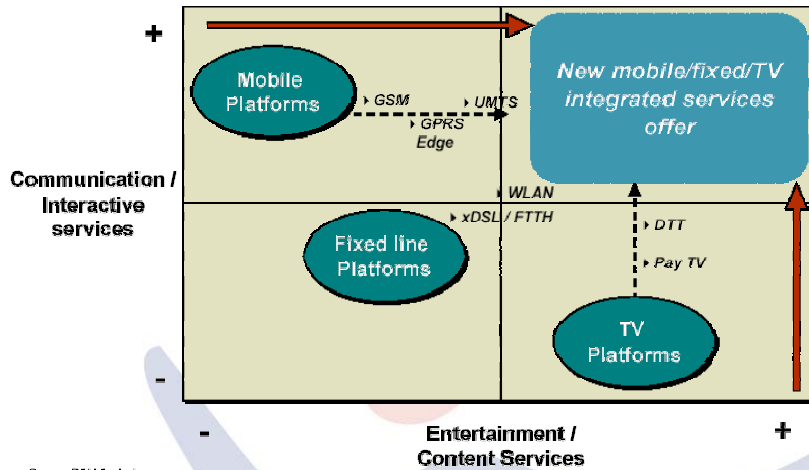 +
Mobile
Platforms
GSM
UMTS
GPRS
Edge
New mobile/fixed/TV
integrated services
offer
Communication /
Interactive
services
WLAN
xDSL / FTTH
Fixed line
Platforms
DTT
Pay TV
TV
Platforms
-
-
+
Entertainment /
Content Services